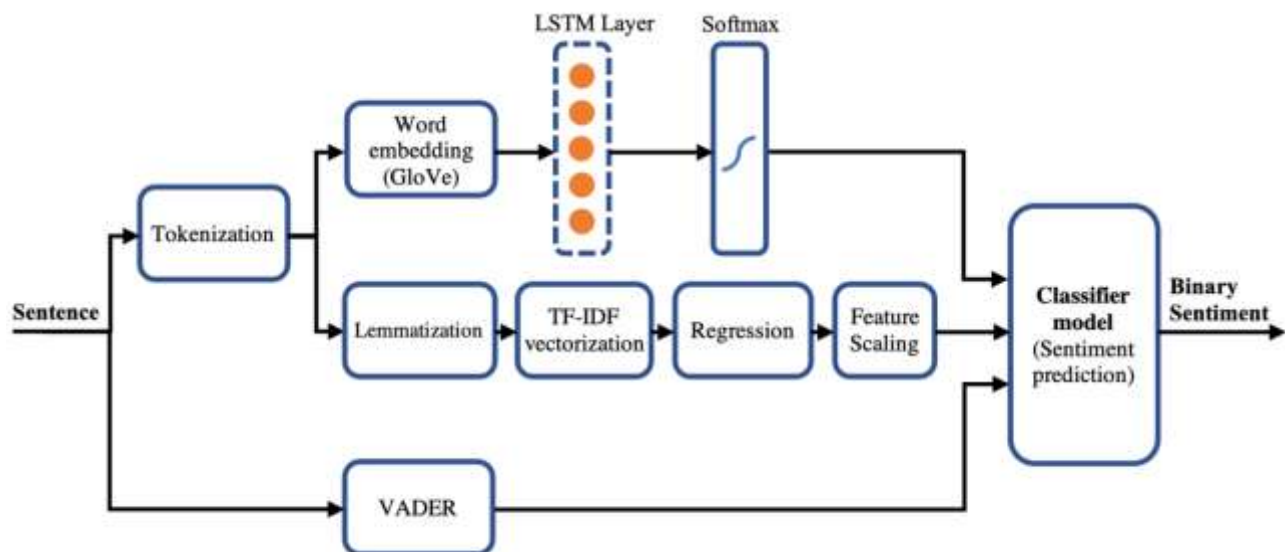 LSTM Layer
Softmax
Word
embedding
(GloVe)
Tokenization
Sentence
Lemmatization
TF-IDF
vectorization
Regression
Feature
Scaling
Classifier
model
(Sentiment
prediction)
Binary
Sentiment
VADER